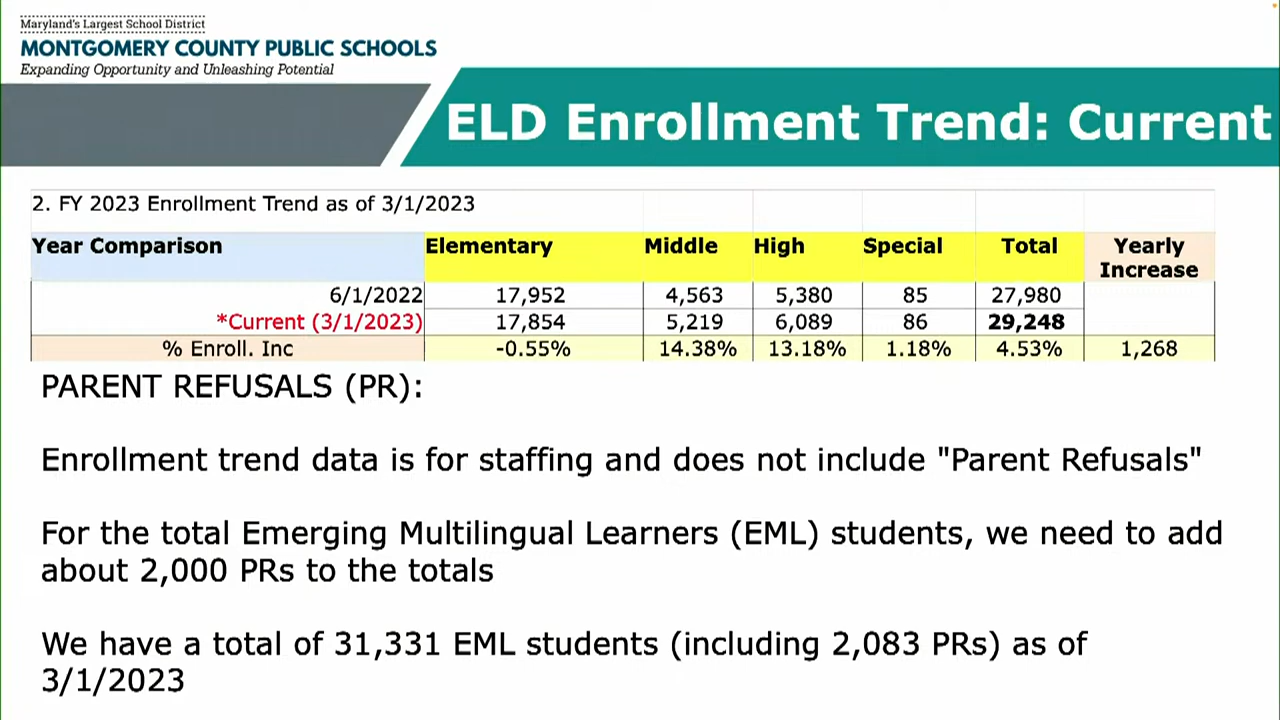 Maryland's Largest School District
MONTGOMERY COUNTY PUBLIC SCHOOLS
Expanding Opportunity and Unleashing Potential
ELD Enrollment Trend: Current
2. FY 2023 Enrollment Trend as of 3/1/2023
Year Comparison Elementary Middle High Special Total Yearly Increase
6/1/2022 17,952 4,563 5,380 85 27,980
*Current (3/1/2023) 17,854 5,219 6,089 86 29,248
% Enroll. Inc -0.55% 14.38% 13.18% 1.18% 4.53% 1,268
PARENT REFUSALS (PR):
Enrollment trend data is for staffing and does not include "Parent Refusals"
For the total Emerging Multilingual Learners (EML) students, we need to add
about 2,000 PRs to the totals
We have a total of 31,331 EML students (including 2,083 PRs) as of
3/1/2023